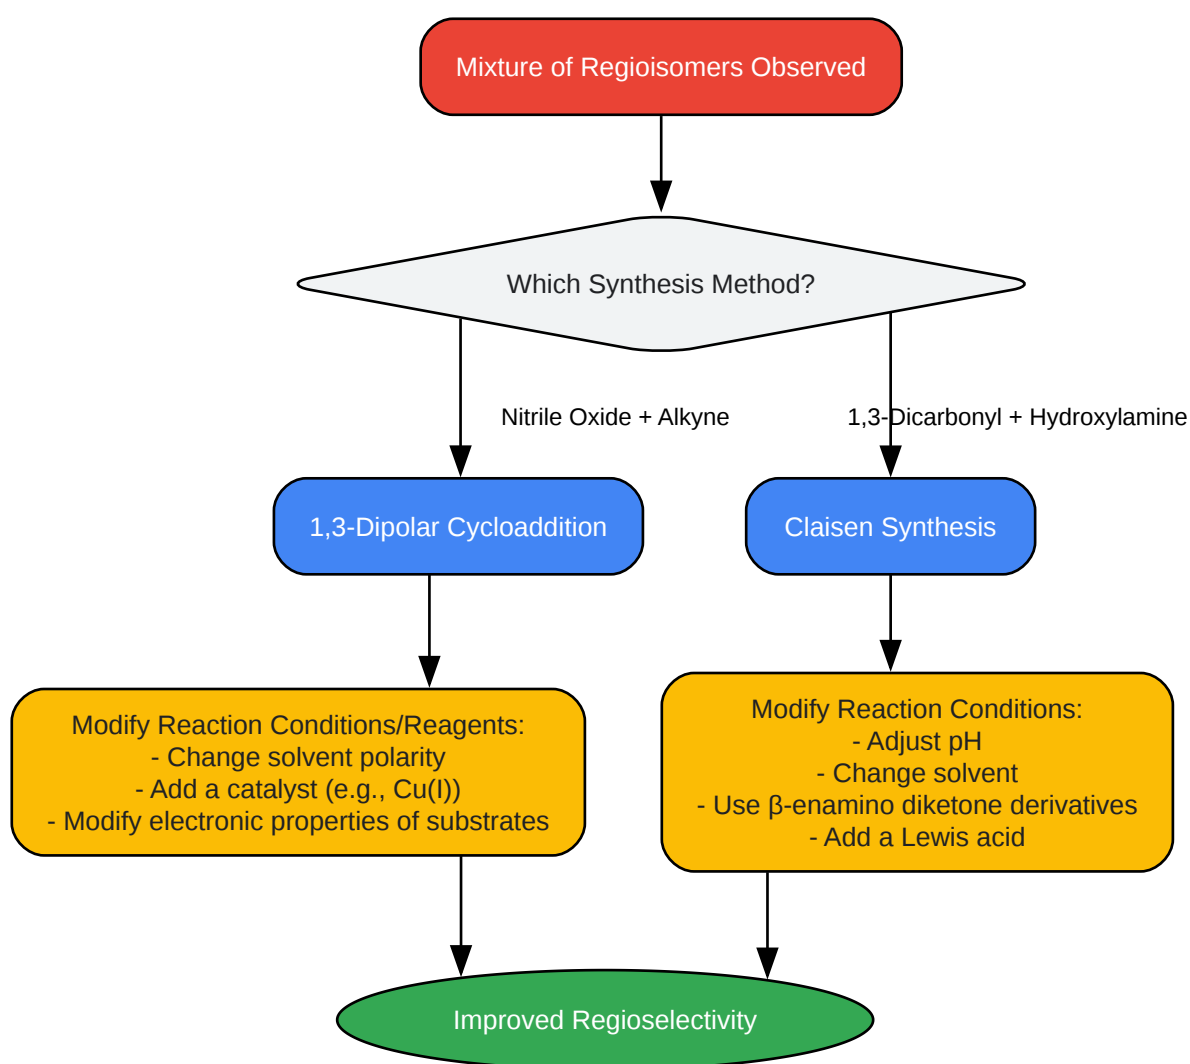 Mixture of Regioisomers Observed
Which Synthesis Method?
Nitrile Oxide + Alkyne
1,3-Dicarbonyl + Hydroxylamine
1,3-Dipolar Cycloaddition
Claisen Synthesis
Modify Reaction Conditions/Reagents:
- Change solvent polarity
- Add a catalyst (e.g., Cu(I))
- Modify electronic properties of substrates
Modify Reaction Conditions:
- Adjust pH
- Change solvent
- Use β-enamino diketone derivatives
- Add a Lewis acid
Improved Regioselectivity